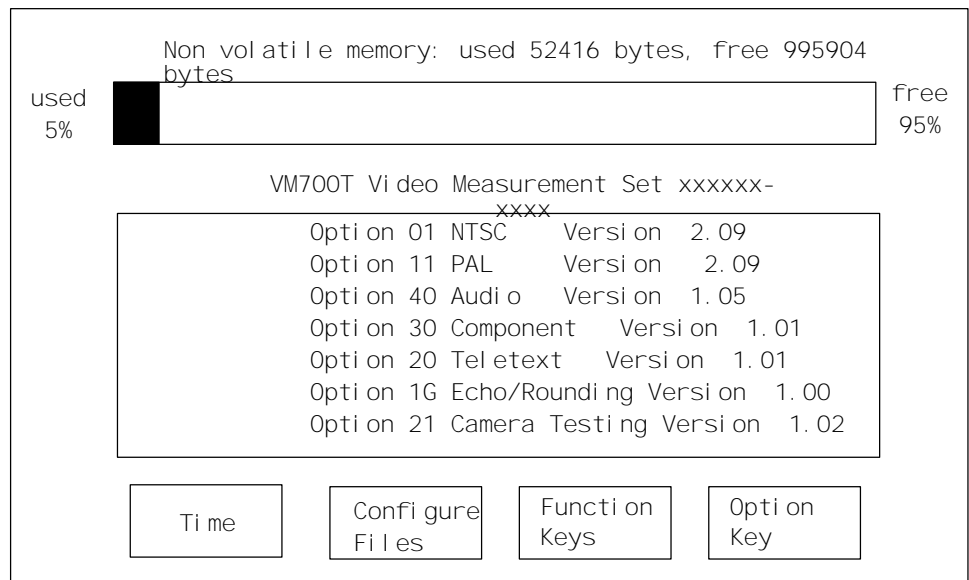 Non volatile memory: used 52416 bytes, free 995904
bytes
used
5%
free
95%
VM700T Video Measurement Set xxxxxx-
xxxx
Option 01 NTSC Version 2.09
Option 11 PAL Version 2.09
Option 40 Audio Version 1.05
Option 30 Component Version 1.01
Option 20 Teletext Version 1.01
Option 1G Echo/Rounding Version 1.00
Option 21 Camera Testing Version 1.02
Time
Configure
Files
Function
Keys
Option
Key